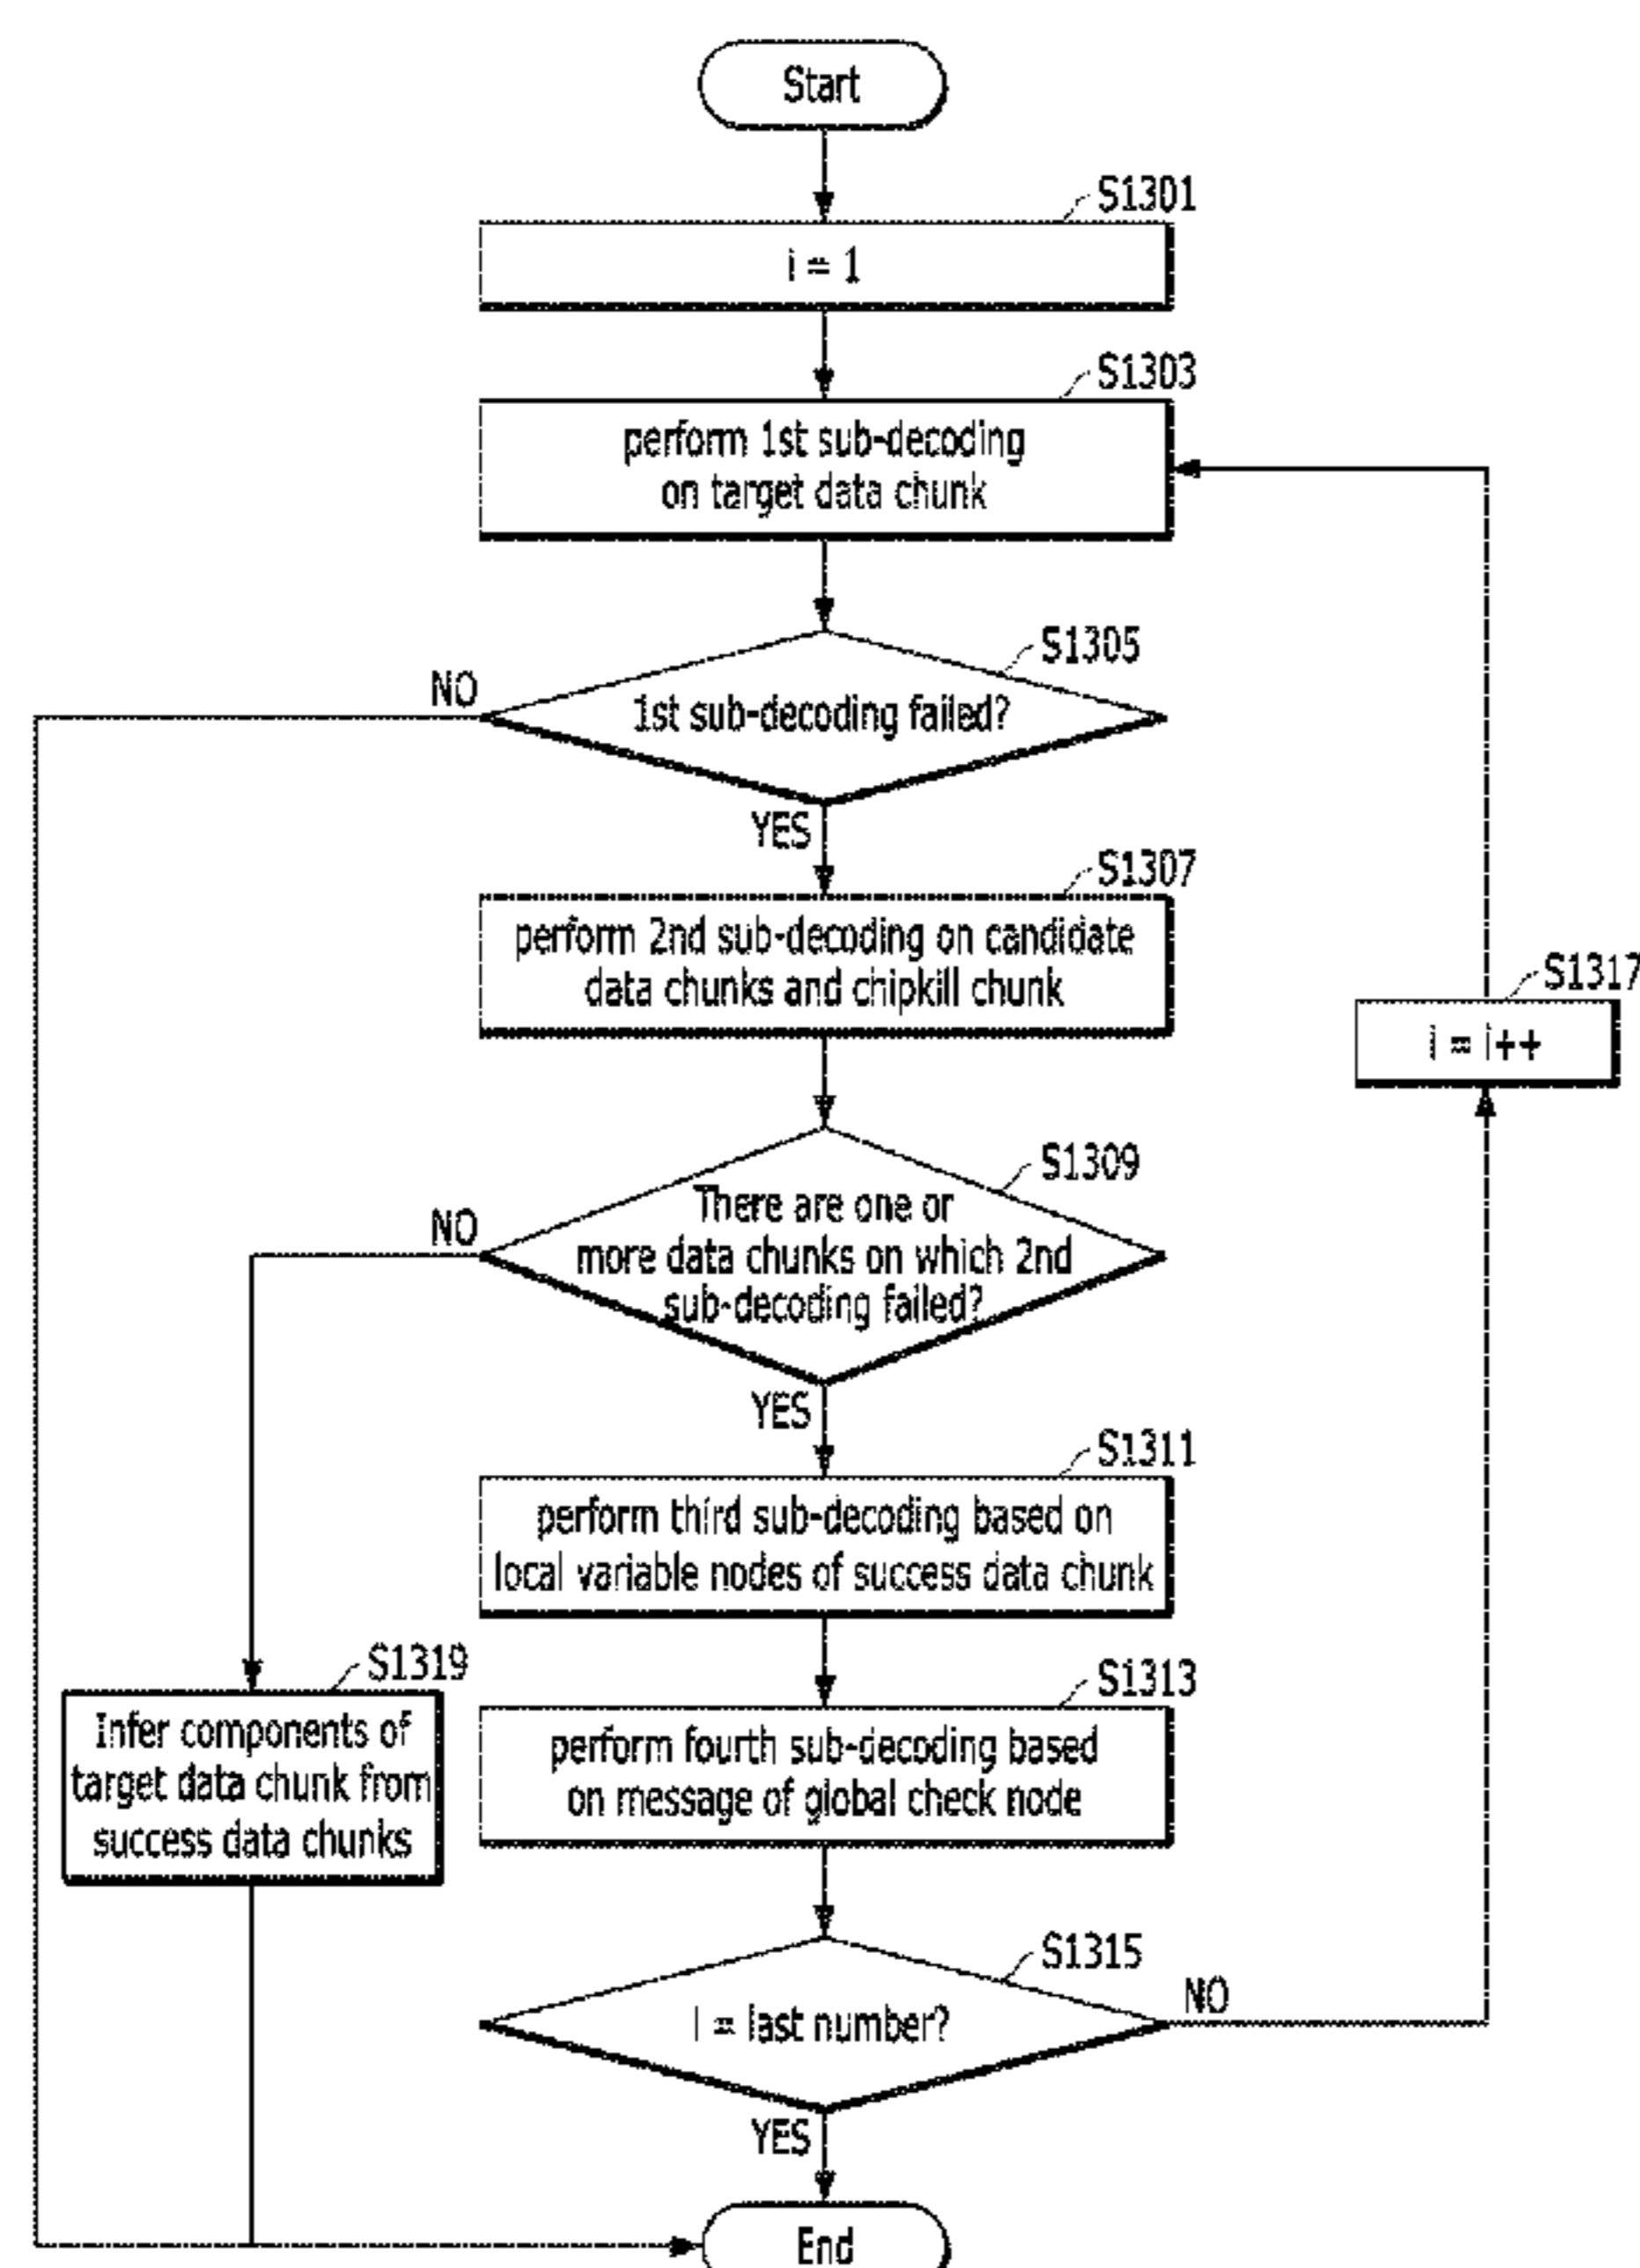 Start
S1301
i = 1
S1303
perform 1st sub-decoding
on target data chunk
S1305
NO
1st sub-decoding failed?
YES
S1307
perform 2nd sub-decoding on candidate
data chunks and chipkill chunk
S1317
i = i++
S1309
NO
There are one or
more data chunks on which 2nd
sub-decoding failed?
YES
S1311
perform third sub-decoding based on
local variable nodes of success data chunk
S1319
Infer components of
target data chunk from
success data chunks
S1313
perform fourth sub-decoding based
on message of global check node
S1315
NO
i = last number?
YES
End